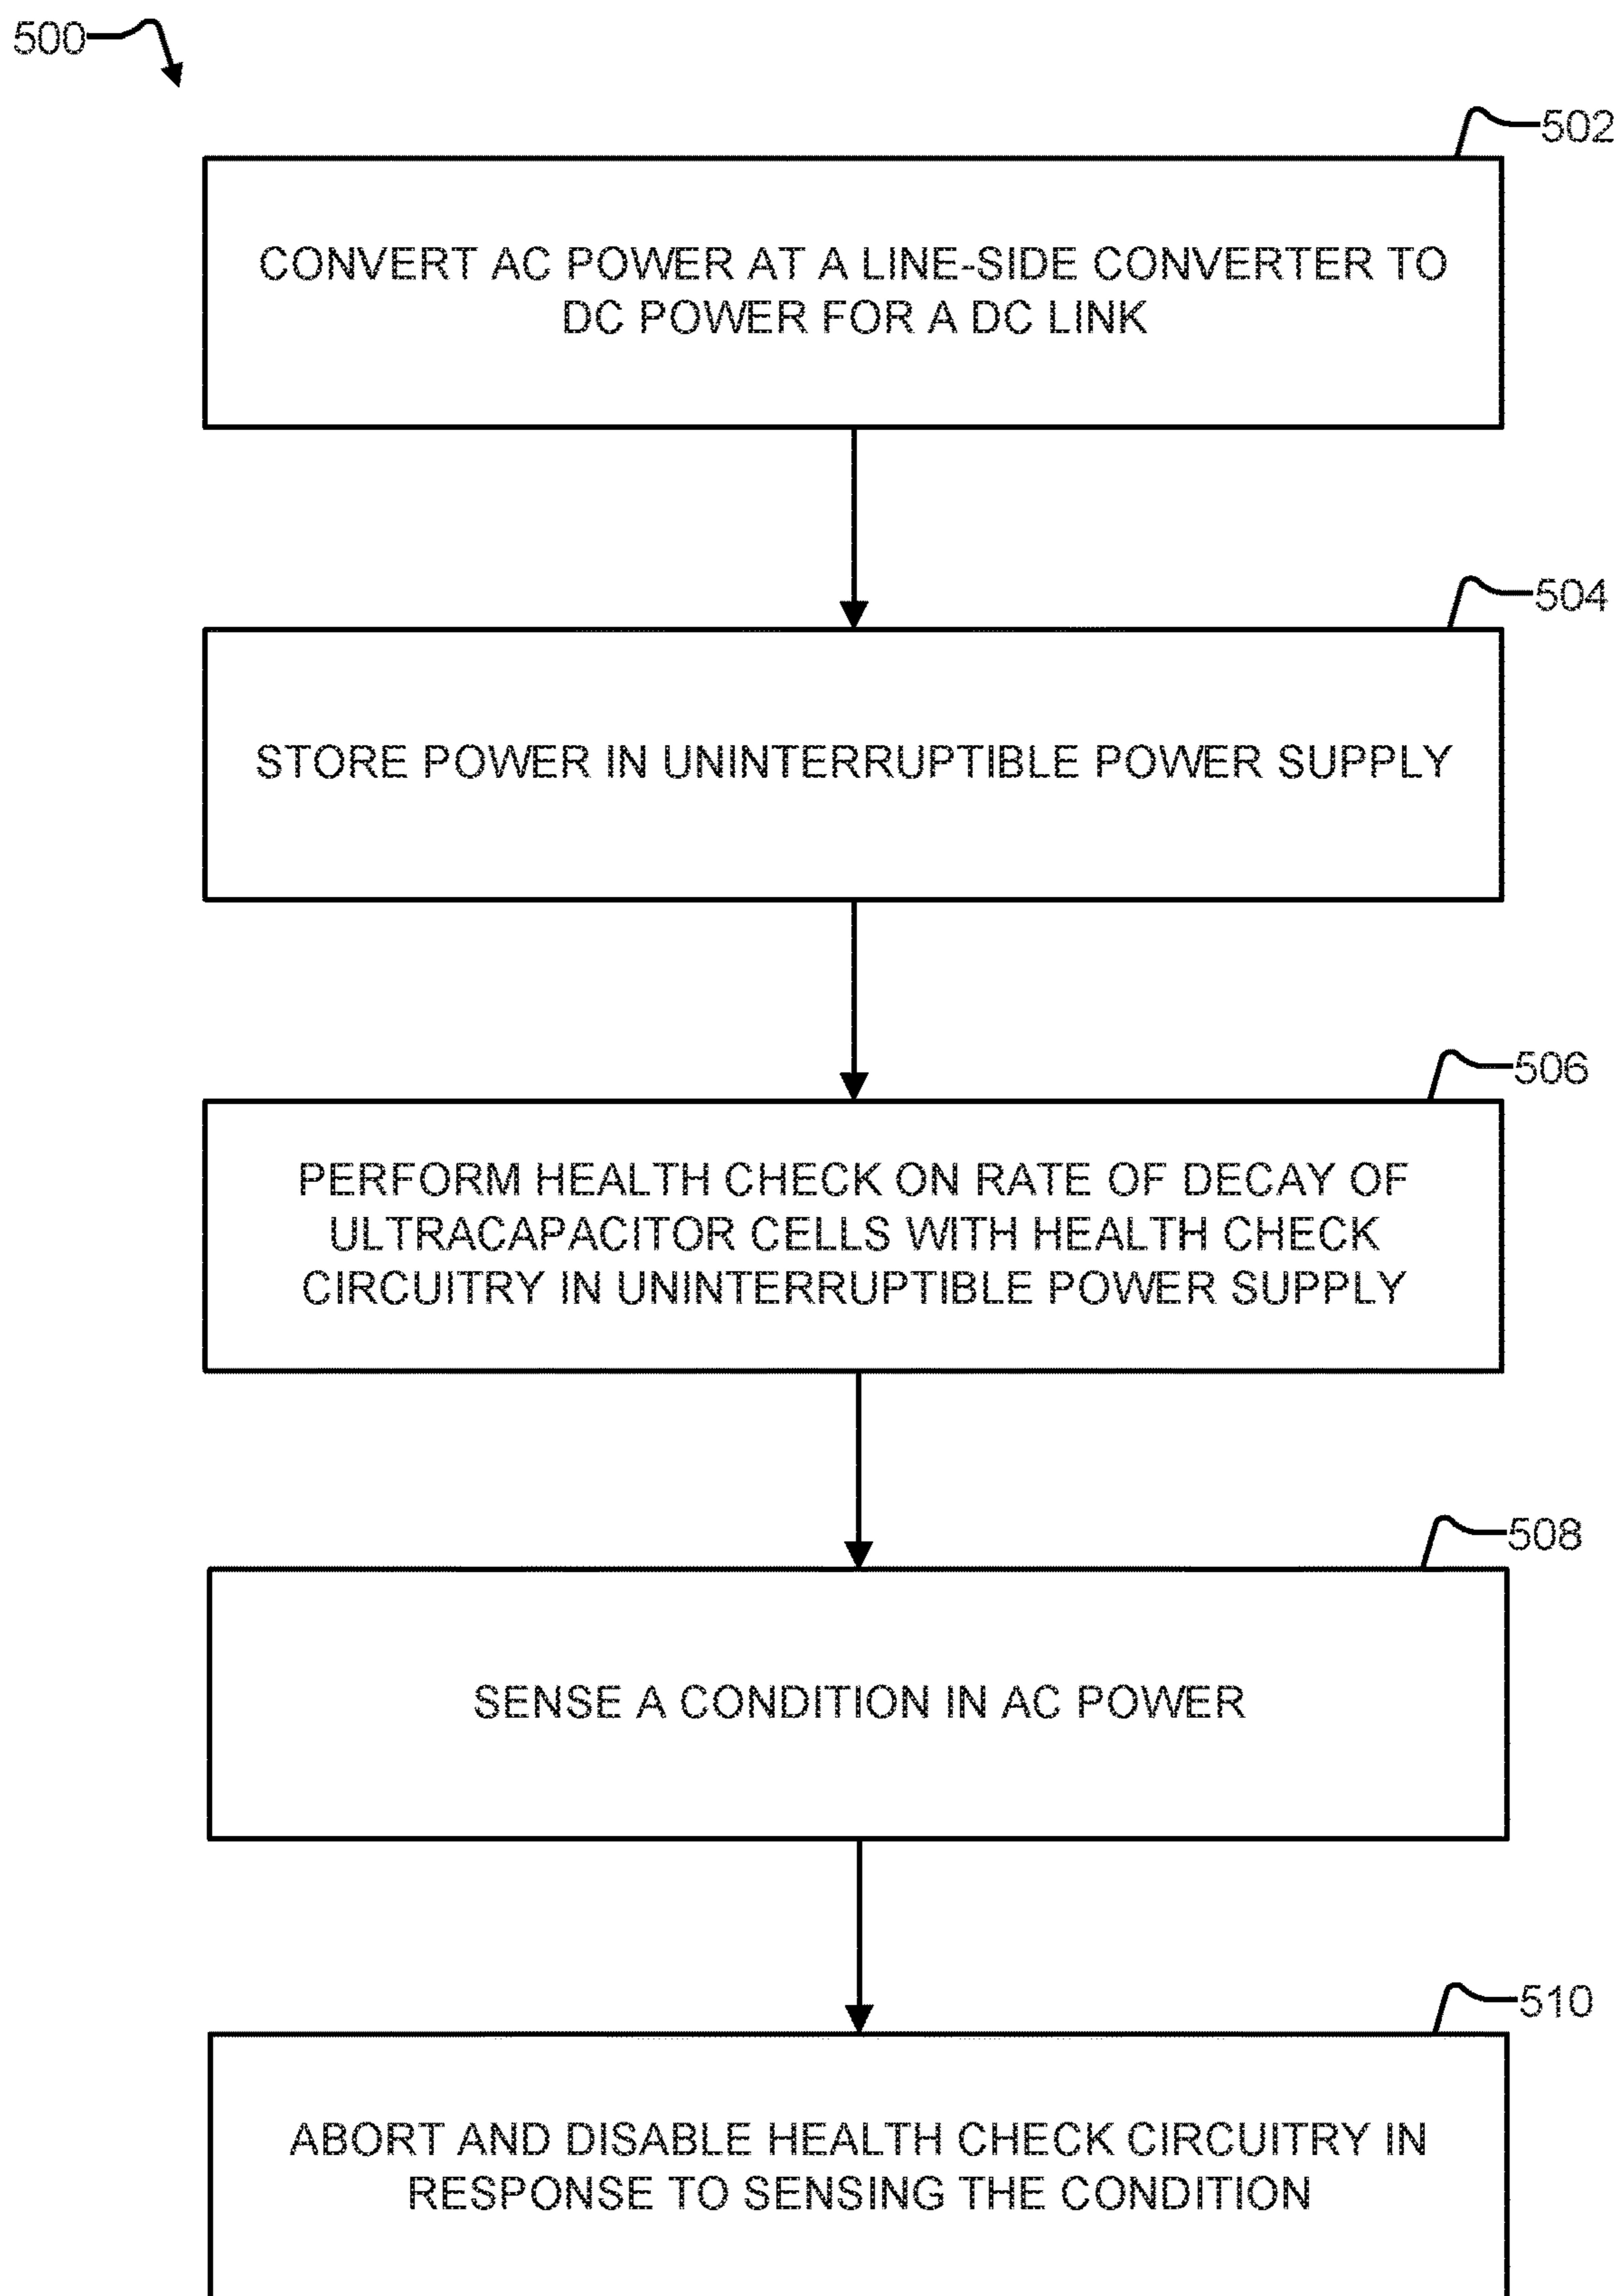 500
502
CONVERT AC POWER AT A LINE-SIDE CONVERTER TO
DC POWER FOR A DC LINK
504
STORE POWER IN UNINTERRUPTIBLE POWER SUPPLY
506
PERFORM HEALTH CHECK ON RATE OF DECAY OF
ULTRACAPACITOR CELLS WITH HEALTH CHECK
CIRCUITRY IN UNINTERRUPTIBLE POWER SUPPLY
508
SENSE A CONDITION IN AC POWER
510
ABORT AND DISABLE HEALTH CHECK CIRCUITRY IN
RESPONSE TO SENSING THE CONDITION